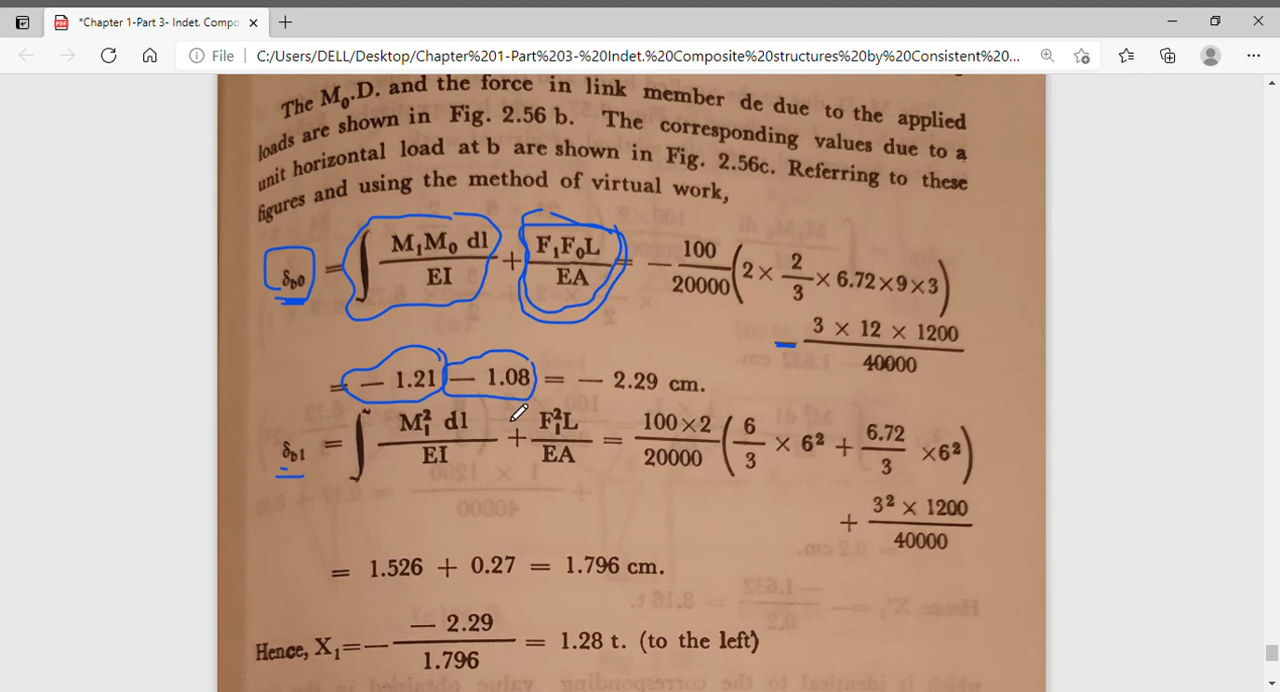 *Chapter 1-Part 3- Indet. Compo
File
C:/Users/DELL/Desktop/Chapter%201-Part%203-%20Indet.%20Composite%20structures%20by%20Consistent%20...
The M₀.D. and the force in link member de due to the applied
loads are shown in Fig. 2.56 b. The corresponding values due to a
unit horizontal load at b are shown in Fig. 2.56c. Referring to these
figures and using the method of virtual work,
δb0 = ∫ M₁M₀ dl / EI + F₁F₀L / EA = − 100 / 20000 (2 × 2/3 × 6.72 × 9 × 3)
− 3 × 12 × 1200 / 40000
= − 1.21 − 1.08 = − 2.29 cm.
δb1 = ∫ M₁² dl / EI + F₁²L / EA = 100 × 2 / 20000 (6/3 × 6² + 6.72/3 × 6²)
+ 3² × 1200 / 40000
= 1.526 + 0.27 = 1.796 cm.
Hence, X₁ = − − 2.29 / 1.796 = 1.28 t. (to the left)